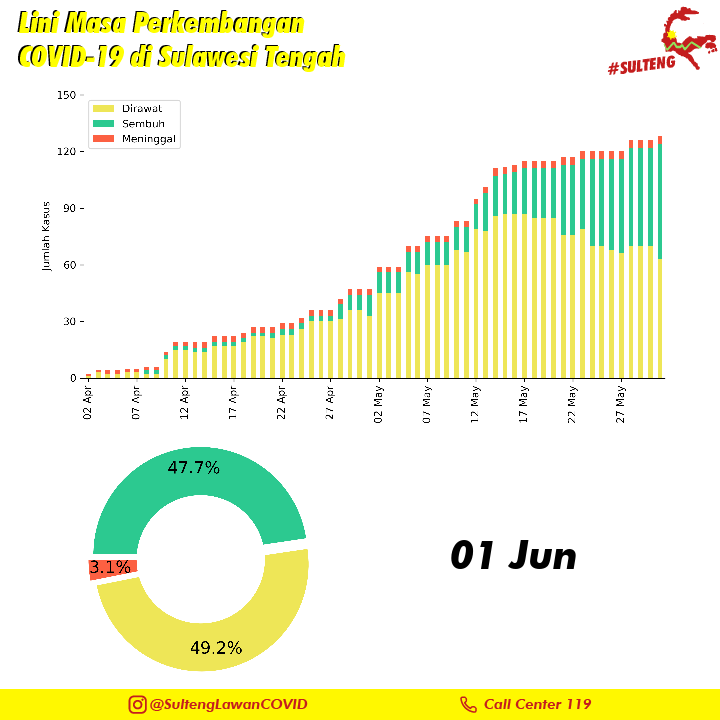 Lini Masa Perkembangan
COVID-19 di Sulawesi Tengah
#SULTENG
150
120
90
60
30
0
Jumlah Kasus
Dirawat
Sembuh
Meninggal
02 Apr
07 Apr
12 Apr
17 Apr
22 Apr
27 Apr
02 May
07 May
12 May
17 May
22 May
27 May
47.7%
3.1%
49.2%
01 Jun
@SultengLawanCOVID
Call Center 119